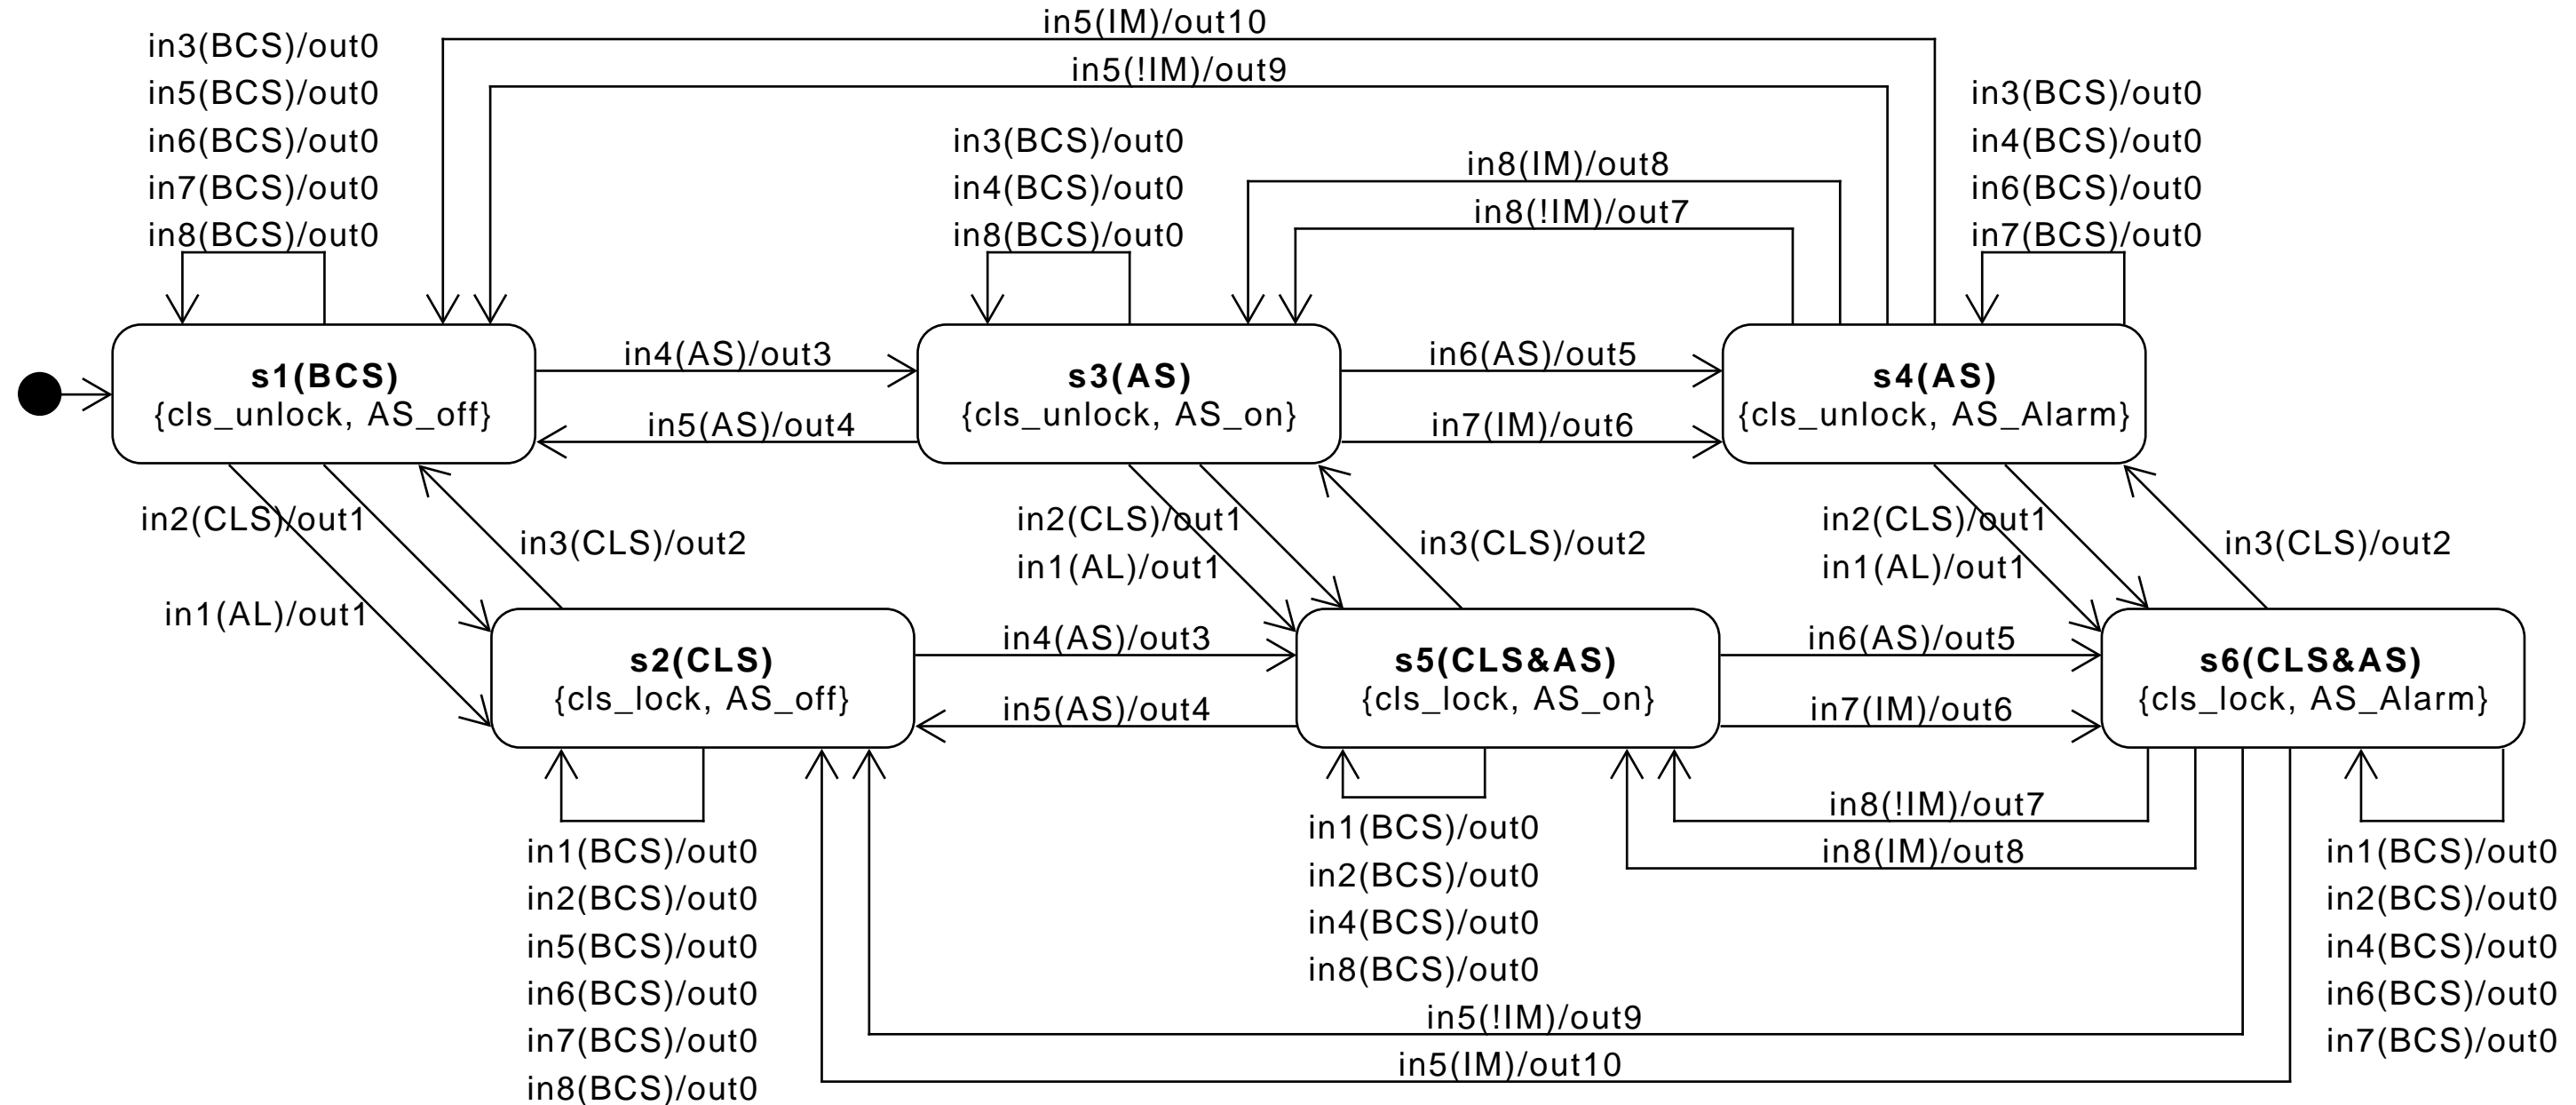 in5(IM)/out10
in5(!IM)/out9
in3(BCS)/out0
in5(BCS)/out0
in6(BCS)/out0
in7(BCS)/out0
in8(BCS)/out0
in3(BCS)/out0
in4(BCS)/out0
in8(BCS)/out0
in8(IM)/out8
in8(!IM)/out7
in3(BCS)/out0
in4(BCS)/out0
in6(BCS)/out0
in7(BCS)/out0
s1(BCS)
{cls_unlock, AS_off}
in4(AS)/out3
in5(AS)/out4
s3(AS)
{cls_unlock, AS_on}
in6(AS)/out5
in7(IM)/out6
s4(AS)
{cls_unlock, AS_Alarm}
in2(CLS)/out1
in1(AL)/out1
in3(CLS)/out2
in2(CLS)/out1
in1(AL)/out1
in3(CLS)/out2
in2(CLS)/out1
in1(AL)/out1
in3(CLS)/out2
s2(CLS)
{cls_lock, AS_off}
in4(AS)/out3
in5(AS)/out4
s5(CLS&AS)
{cls_lock, AS_on}
in6(AS)/out5
in7(IM)/out6
s6(CLS&AS)
{cls_lock, AS_Alarm}
in1(BCS)/out0
in2(BCS)/out0
in5(BCS)/out0
in6(BCS)/out0
in7(BCS)/out0
in8(BCS)/out0
in1(BCS)/out0
in2(BCS)/out0
in4(BCS)/out0
in8(BCS)/out0
in8(!IM)/out7
in8(IM)/out8
in1(BCS)/out0
in2(BCS)/out0
in4(BCS)/out0
in6(BCS)/out0
in7(BCS)/out0
in5(!IM)/out9
in5(IM)/out10